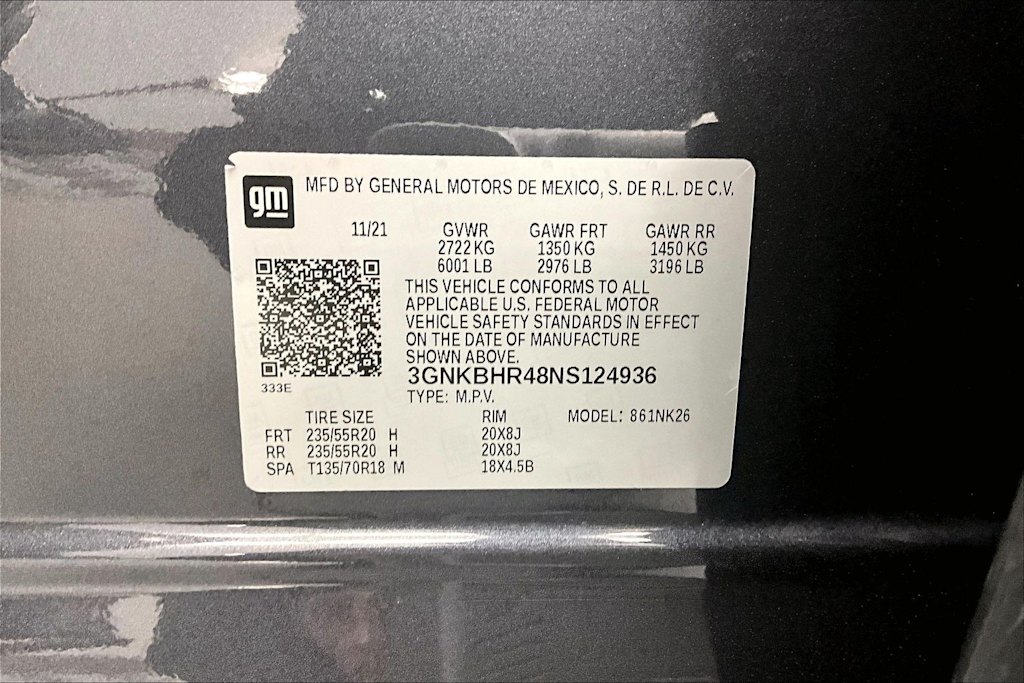 gm
MFD BY GENERAL MOTORS DE MEXICO, S. DE R.L. DE C.V.
11/21 GVWR GAWR FRT GAWR RR
2722 KG 1350 KG 1450 KG
6001 LB 2976 LB 3196 LB
THIS VEHICLE CONFORMS TO ALL
APPLICABLE U.S. FEDERAL MOTOR
VEHICLE SAFETY STANDARDS IN EFFECT
ON THE DATE OF MANUFACTURE
SHOWN ABOVE.
333E
3GNKBHR48NS124936
TYPE: M.P.V.
TIRE SIZE RIM MODEL: 861NK26
FRT 235/55R20 H 20X8J
RR 235/55R20 H 20X8J
SPA T135/70R18 M 18X4.5B